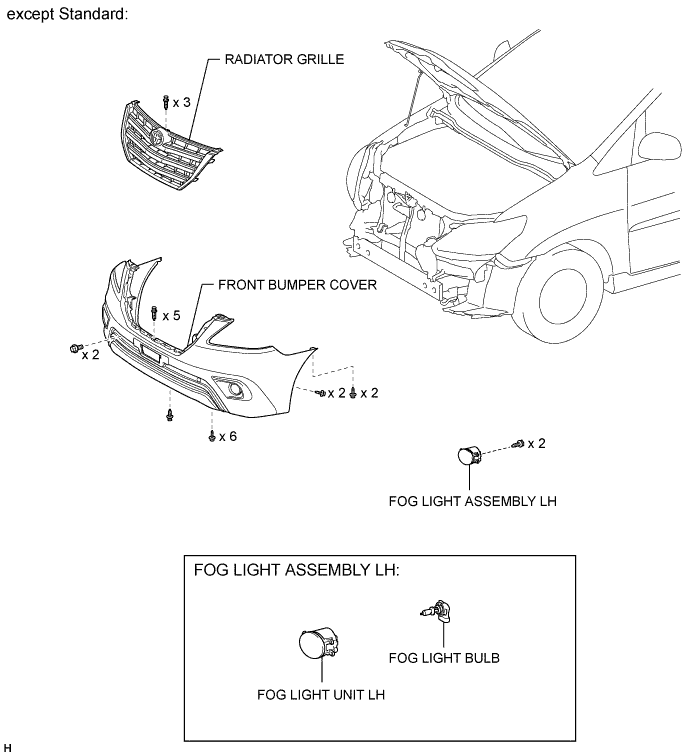 except Standard:
RADIATOR GRILLE
x 3
FRONT BUMPER COVER
x 5
x 2
x 2
x 2
x 6
x 2
FOG LIGHT ASSEMBLY LH
FOG LIGHT ASSEMBLY LH:
FOG LIGHT BULB
FOG LIGHT UNIT LH
H